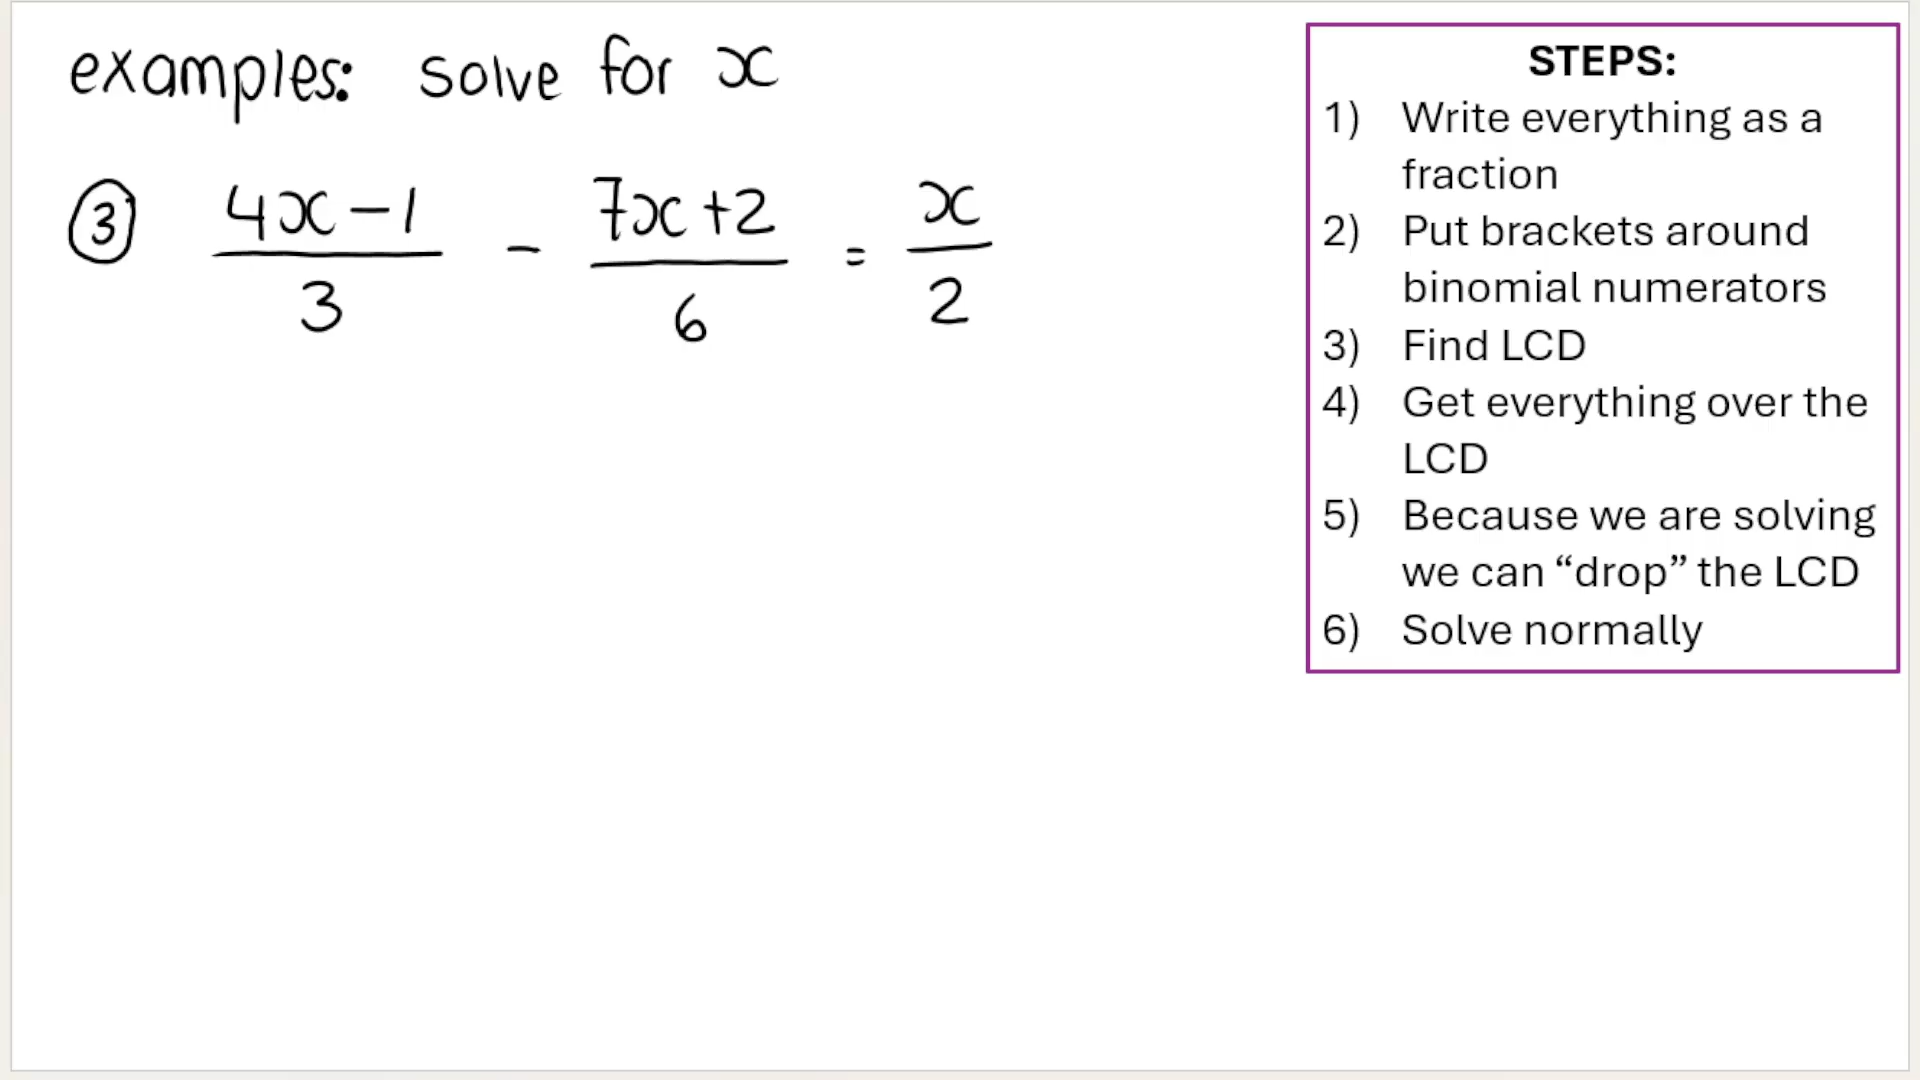 examples: solve for x
③ 4x-1/3 - 7x+2/6 = x/2
STEPS:
1) Write everything as a
fraction
2) Put brackets around
binomial numerators
3) Find LCD
4) Get everything over the
LCD
5) Because we are solving
we can “drop” the LCD
6) Solve normally